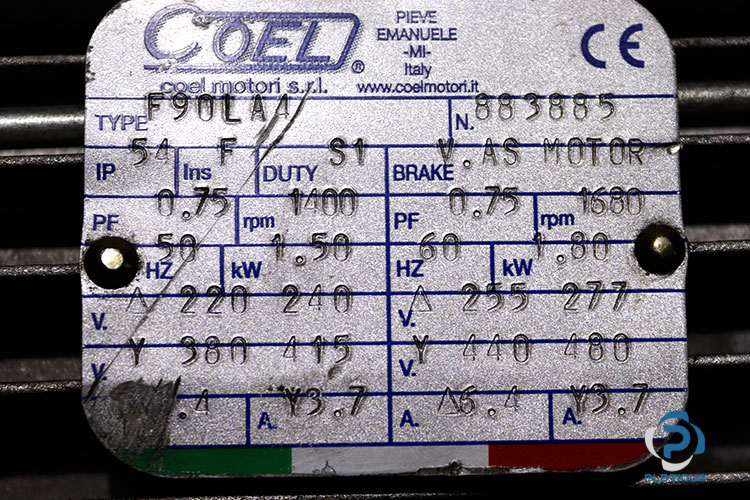 COEL ®
coel motori s.r.l.
PIEVE
EMANUELE
-MI-
Italy
www.coelmotori.it
CE
TYPE F90LA4 N. 883885
IP 54 Ins F DUTY S1 BRAKE V.AS MOTOR
PF 0.75 rpm 1400 PF 0.75 rpm 1680
50 HZ 1.50 kW 60 HZ 1.80 kW
V. Δ 220 240 V. Δ 255 277
V. Y 380 415 V. Y 440 480
.4 A. Y3.7 A. Δ6.4 A. Y3.7